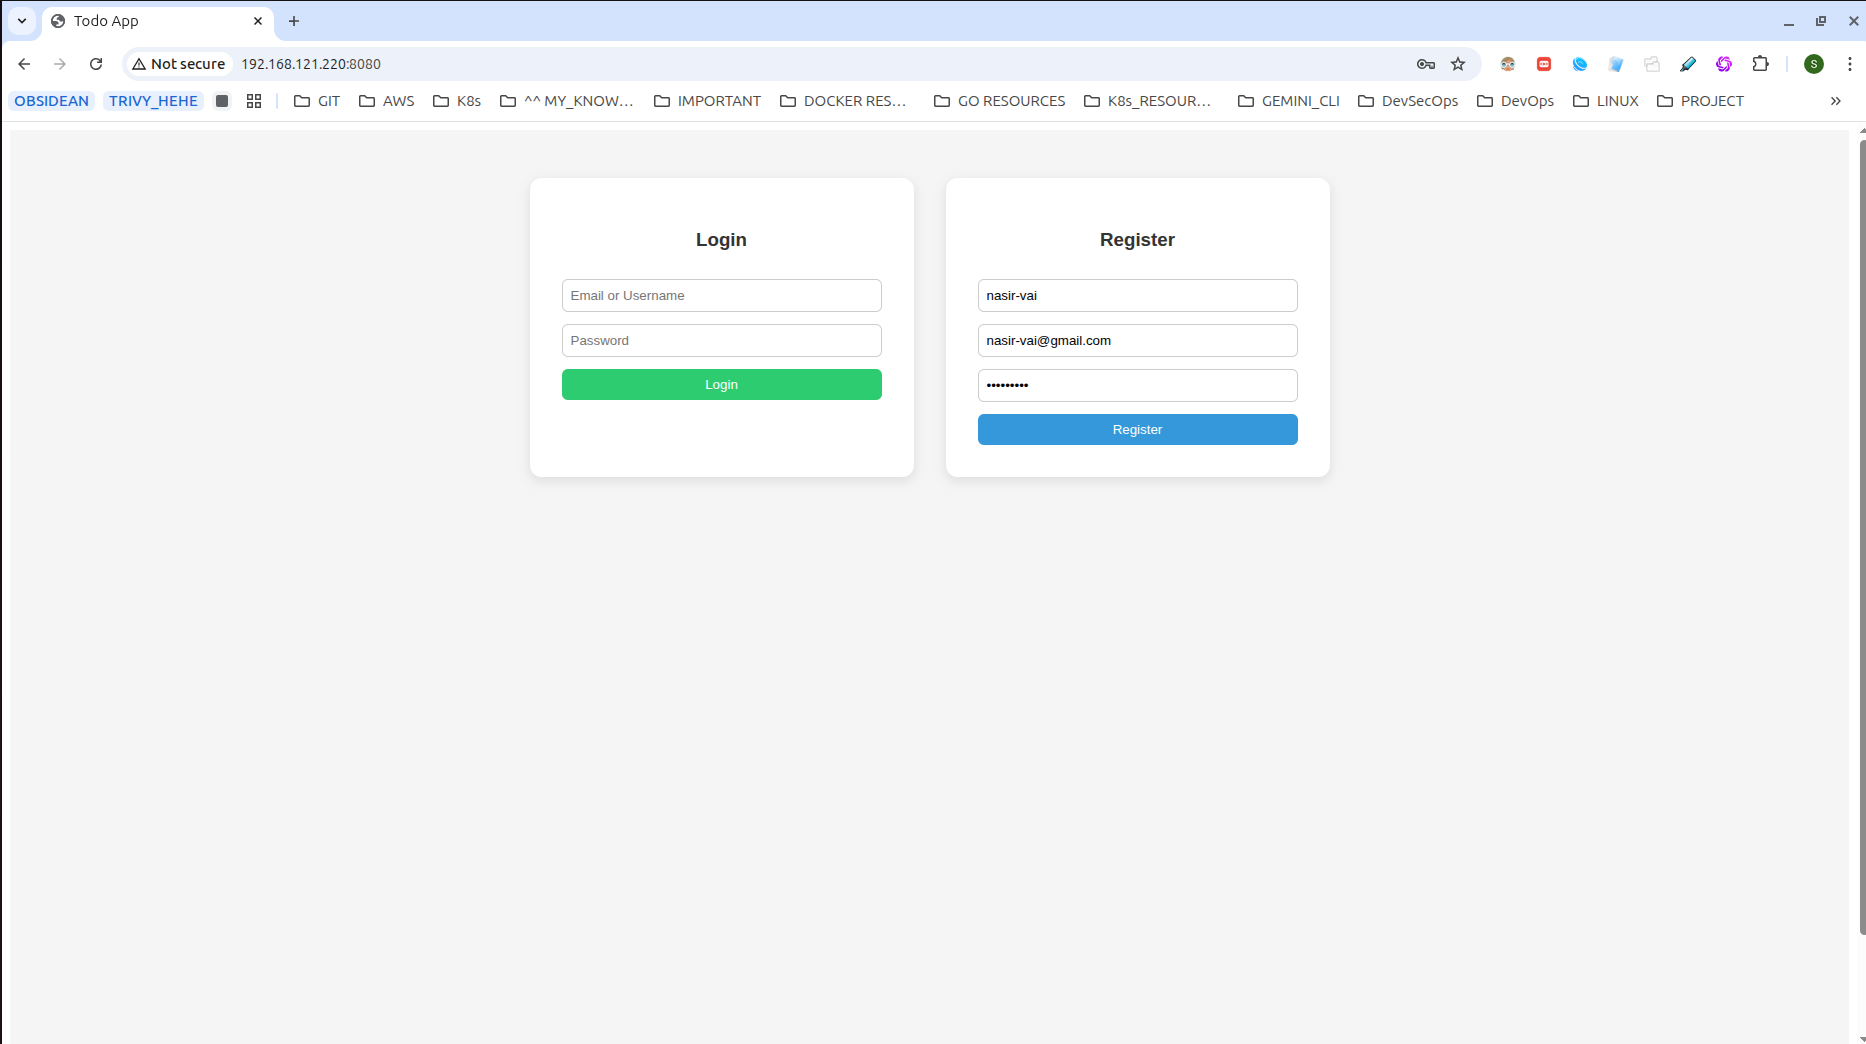 Todo App
Not secure 192.168.121.220:8080
S
OBSIDEAN TRIVY_HEHE GIT AWS K8s ^^ MY_KNOW... IMPORTANT DOCKER RES... GO RESOURCES K8s_RESOUR... GEMINI_CLI DevSecOps DevOps LINUX PROJECT
Login
Email or Username
Password
Login
Register
nasir-vai
nasir-vai@gmail.com
•••••••••
Register